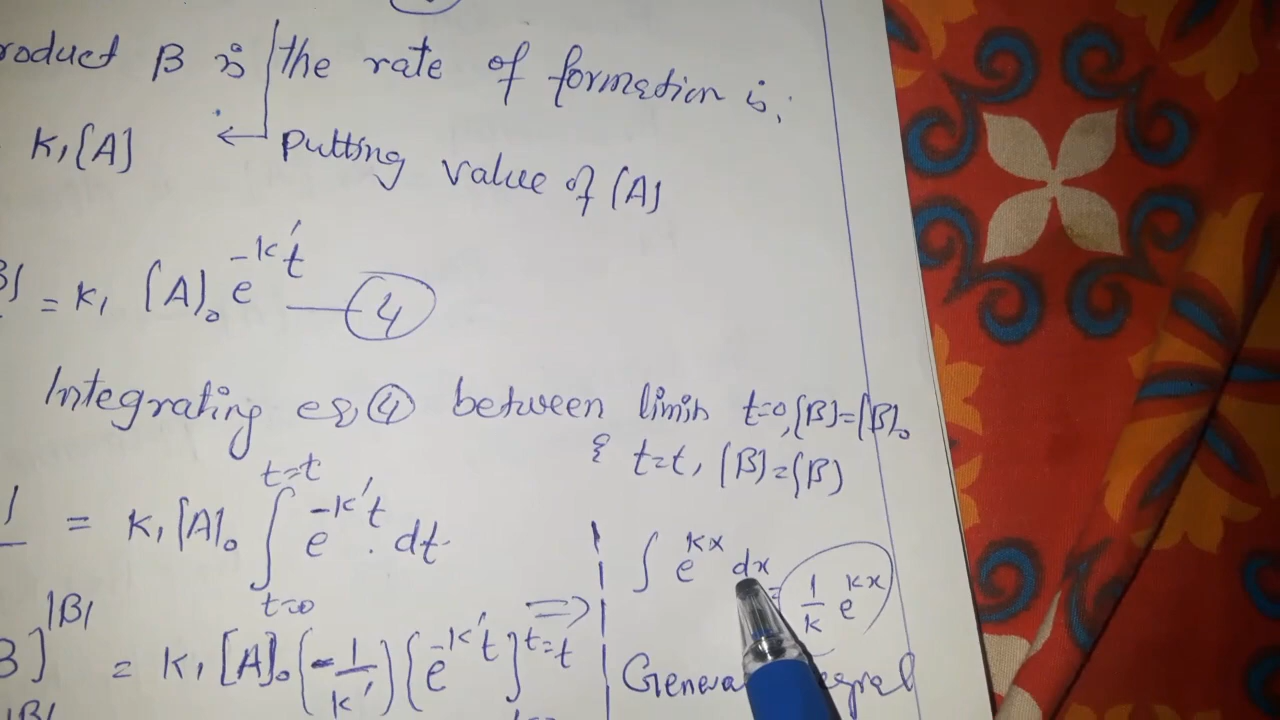 roduct B is | the rate of formation is;
K₁[A] ← Putting value of [A]
B] = K₁ [A]₀ e^{-K't} — ④
Integrating eq ④ between limits t=0, [B]=[B]₀
& t=t, [B]=[B]
= K₁ [A]₀ ∫_{t=0}^{t=t} e^{-K't} . dt
∫ e^{Kx} dx = 1/K e^{Kx}
|B|
B] = K₁ [A]₀ (-1/K') [e^{-K't}]^{t=t}
=>
General
|B|